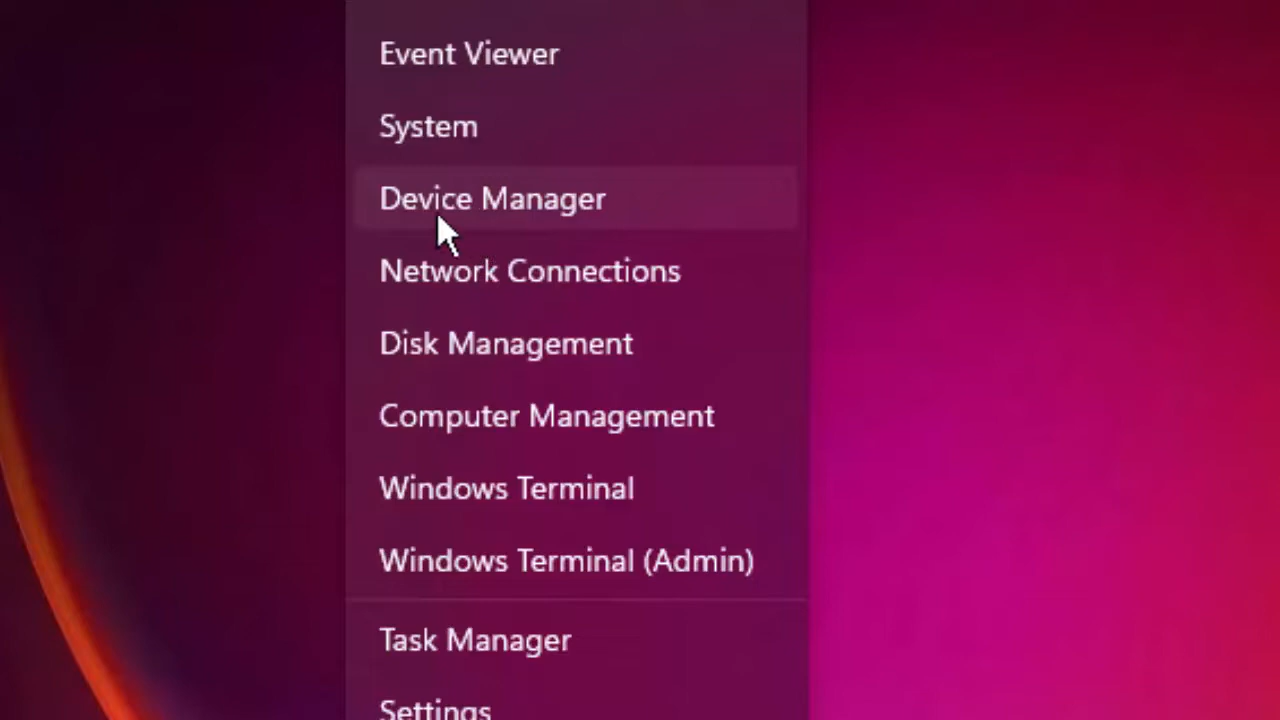 Event Viewer
System
Device Manager
Network Connections
Disk Management
Computer Management
Windows Terminal
Windows Terminal (Admin)
Task Manager
Settings